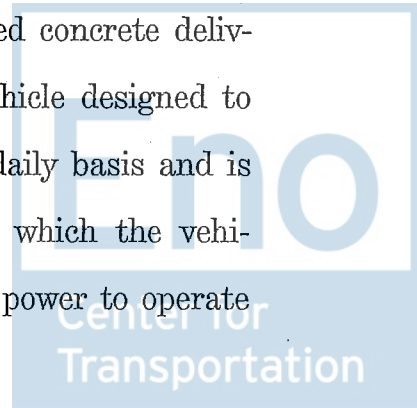 ed concrete deliv-
hicle designed to
daily basis and is
which the vehi-
power to operate
Eno
Center for
Transportation